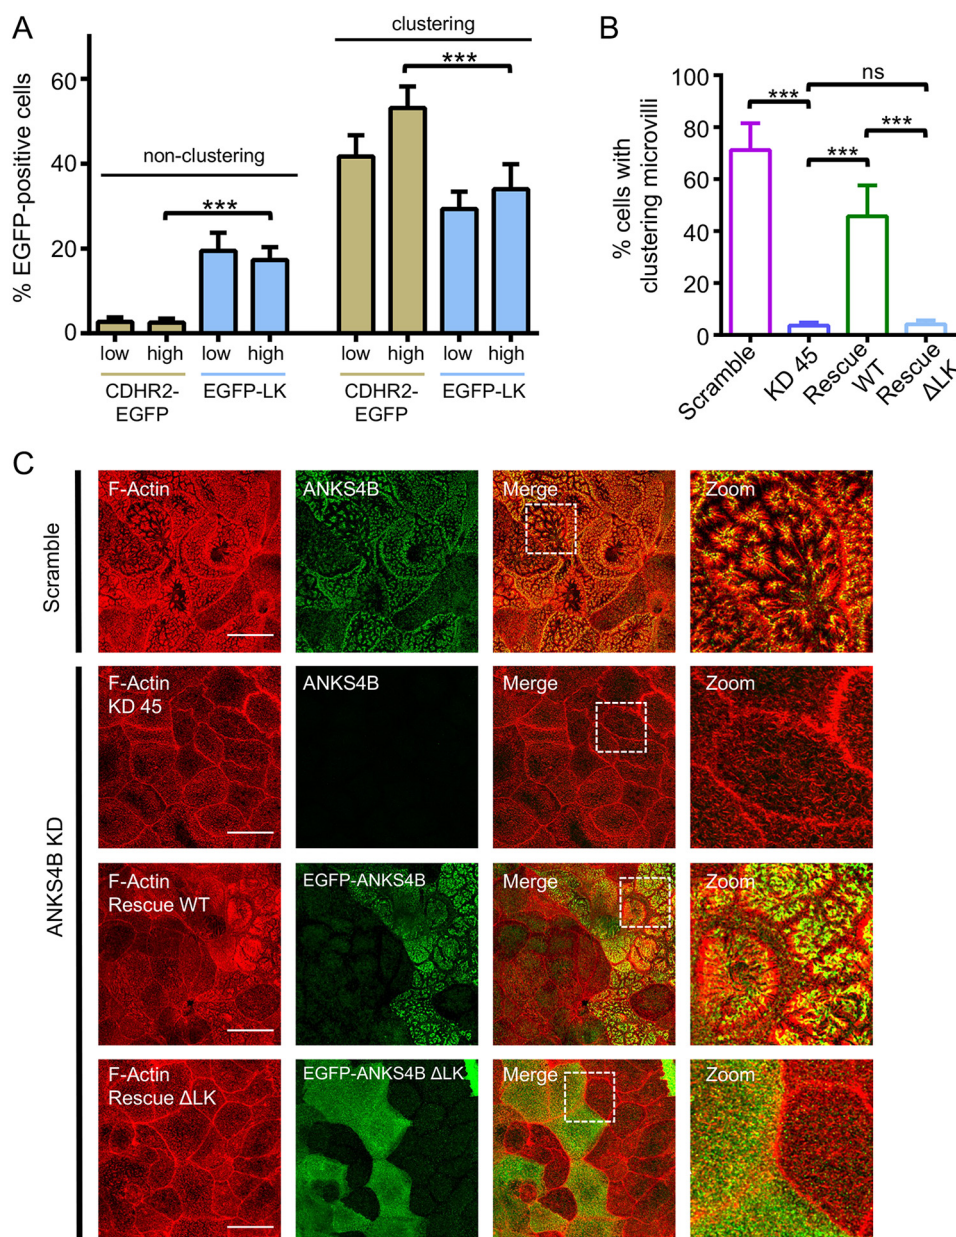 A
% EGFP-positive cells
60
40
20
0
non-clustering
***
clustering
***
low
high
low
high
low
high
low
high
CDHR2-
EGFP
EGFP-LK
CDHR2-
EGFP
EGFP-LK
B
% cells with
clustering microvilli
100
80
60
40
20
0
ns
***
***
***
Scramble
KD 45
Rescue
WT
Rescue
ΔLK
C
Scramble
F-Actin
ANKS4B
Merge
Zoom
ANKS4B KD
F-Actin
KD 45
ANKS4B
Merge
Zoom
F-Actin
Rescue WT
EGFP-ANKS4B
Merge
Zoom
F-Actin
Rescue ΔLK
EGFP-ANKS4B ΔLK
Merge
Zoom